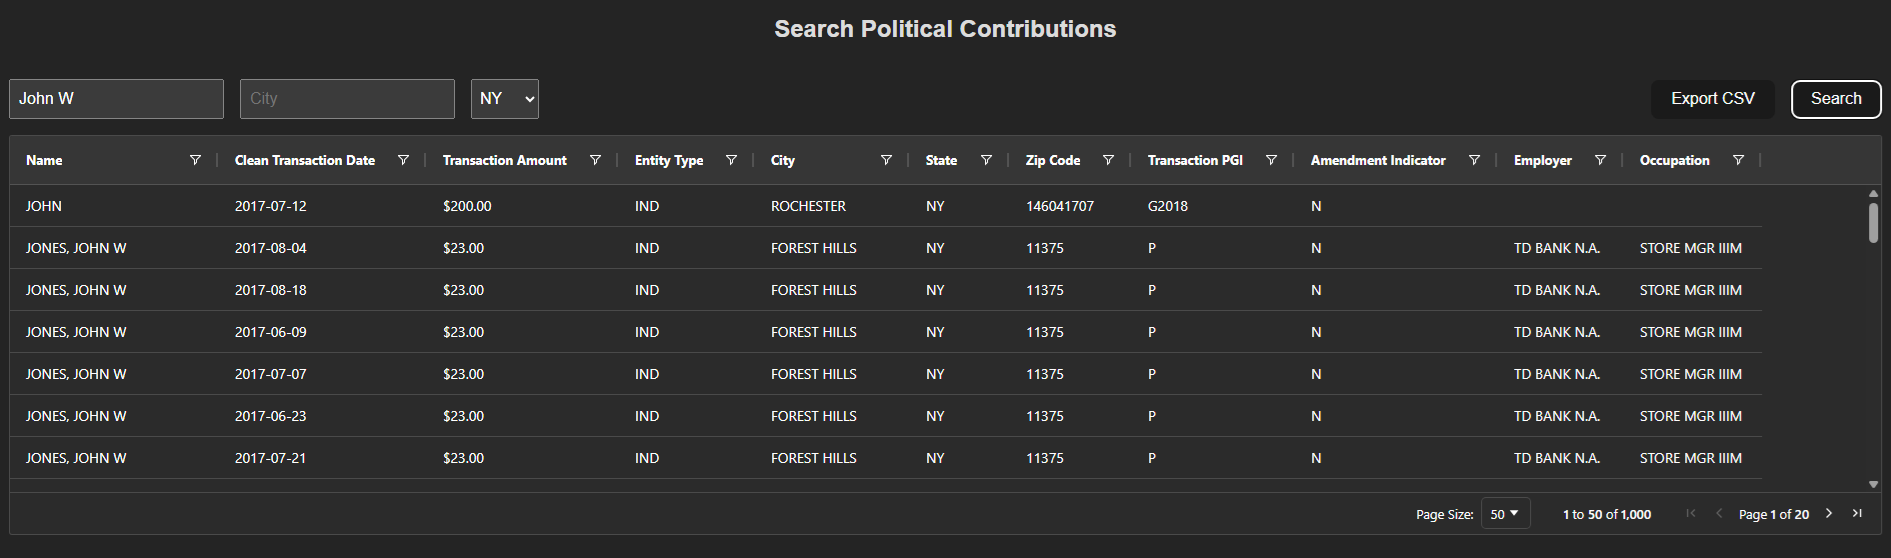 Search Political Contributions
John W City NY Export CSV Search
Name Clean Transaction Date Transaction Amount Entity Type City State Zip Code Transaction PGI Amendment Indicator Employer Occupation
JOHN 2017-07-12 $200.00 IND ROCHESTER NY 146041707 G2018 N
JONES, JOHN W 2017-08-04 $23.00 IND FOREST HILLS NY 11375 P N TD BANK N.A. STORE MGR IIIM
JONES, JOHN W 2017-08-18 $23.00 IND FOREST HILLS NY 11375 P N TD BANK N.A. STORE MGR IIIM
JONES, JOHN W 2017-06-09 $23.00 IND FOREST HILLS NY 11375 P N TD BANK N.A. STORE MGR IIIM
JONES, JOHN W 2017-07-07 $23.00 IND FOREST HILLS NY 11375 P N TD BANK N.A. STORE MGR IIIM
JONES, JOHN W 2017-06-23 $23.00 IND FOREST HILLS NY 11375 P N TD BANK N.A. STORE MGR IIIM
JONES, JOHN W 2017-07-21 $23.00 IND FOREST HILLS NY 11375 P N TD BANK N.A. STORE MGR IIIM
Page Size: 50 1 to 50 of 1,000 Page 1 of 20